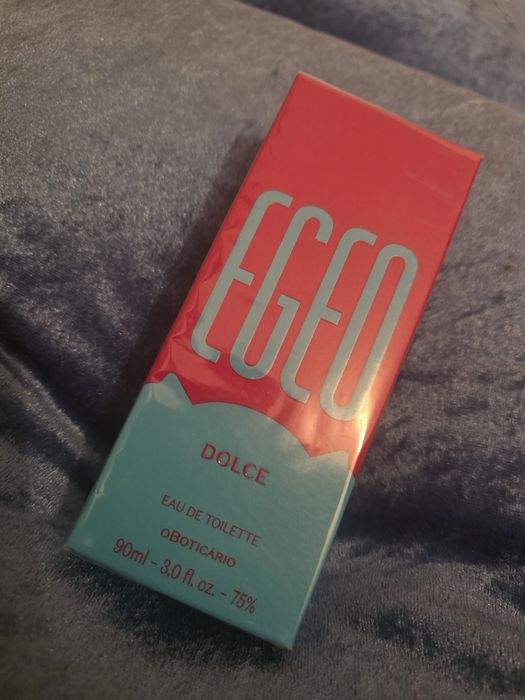 EGEO
DOLCE
EAU DE TOILETTE
oBOTICÁRIO
90ml - 3.0 fl. oz. - 75%